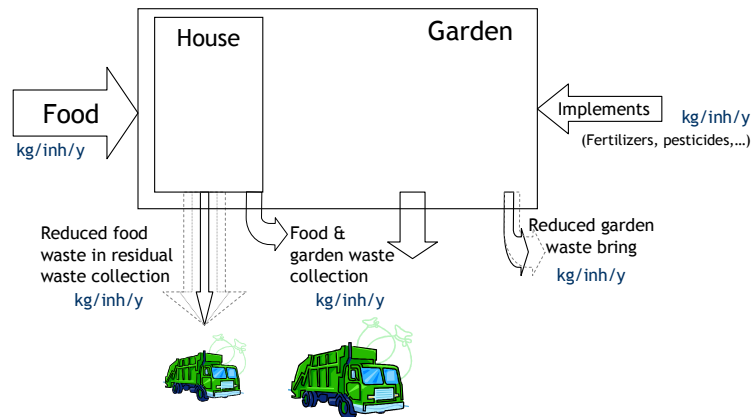 House
Garden
Food
kg/inh/y
Implements
kg/inh/y
(Fertilizers, pesticides,...)
Reduced food
waste in residual
waste collection
kg/inh/y
Food &
garden waste
collection
kg/inh/y
Reduced garden
waste bring
kg/inh/y